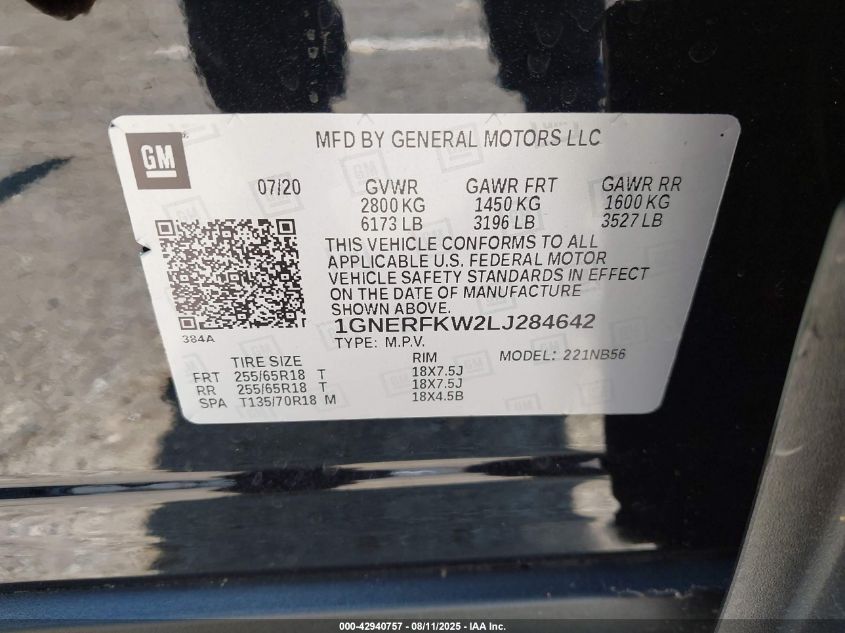 GM
MFD BY GENERAL MOTORS LLC
07/20 GVWR GAWR FRT GAWR RR
2800 KG 1450 KG 1600 KG
6173 LB 3196 LB 3527 LB
THIS VEHICLE CONFORMS TO ALL
APPLICABLE U.S. FEDERAL MOTOR
VEHICLE SAFETY STANDARDS IN EFFECT
ON THE DATE OF MANUFACTURE
SHOWN ABOVE.
1GNERFKW2LJ284642
384A
TYPE: M.P.V. MODEL: 221NB56
TIRE SIZE RIM
FRT 255/65R18 T 18X7.5J
RR 255/65R18 T 18X7.5J
SPA T135/70R18 M 18X4.5B
000-42940757 - 08/11/2025 - IAA Inc.